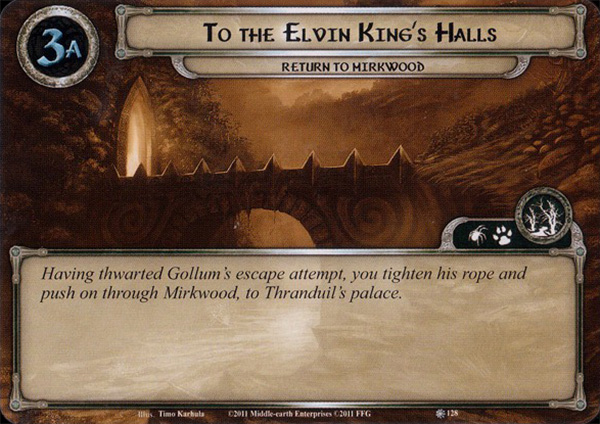 3A
TO THE ELVIN KING'S HALLS
RETURN TO MIRKWOOD
Having thwarted Gollum's escape attempt, you tighten his rope and
push on through Mirkwood, to Thranduil's palace.
Illus. Timo Karhula ©2011 Middle-earth Enterprises ©2011 FFG 128